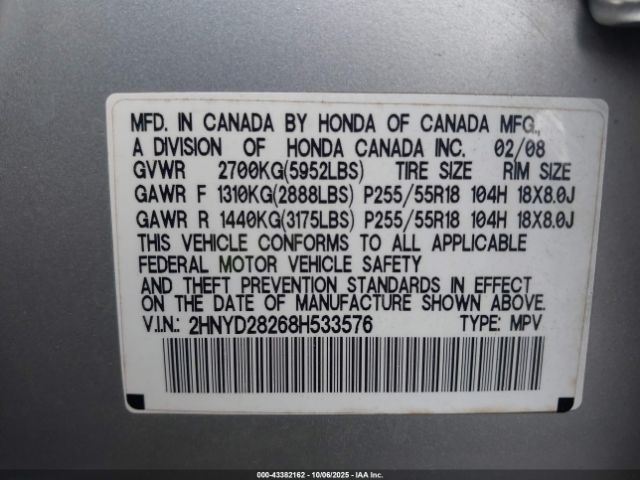 MFD. IN CANADA BY HONDA OF CANADA MFG.,
A DIVISION OF HONDA CANADA INC. 02/08
GVWR 2700KG(5952LBS) TIRE SIZE RIM SIZE
GAWR F 1310KG(2888LBS) P255/55R18 104H 18X8.0J
GAWR R 1440KG(3175LBS) P255/55R18 104H 18X8.0J
THIS VEHICLE CONFORMS TO ALL APPLICABLE
FEDERAL MOTOR VEHICLE SAFETY
AND THEFT PREVENTION STANDARDS IN EFFECT
ON THE DATE OF MANUFACTURE SHOWN ABOVE.
V.I.N.: 2HNYD28268H533576 TYPE: MPV
000-43382162 - 10/06/2025 - IAA Inc.